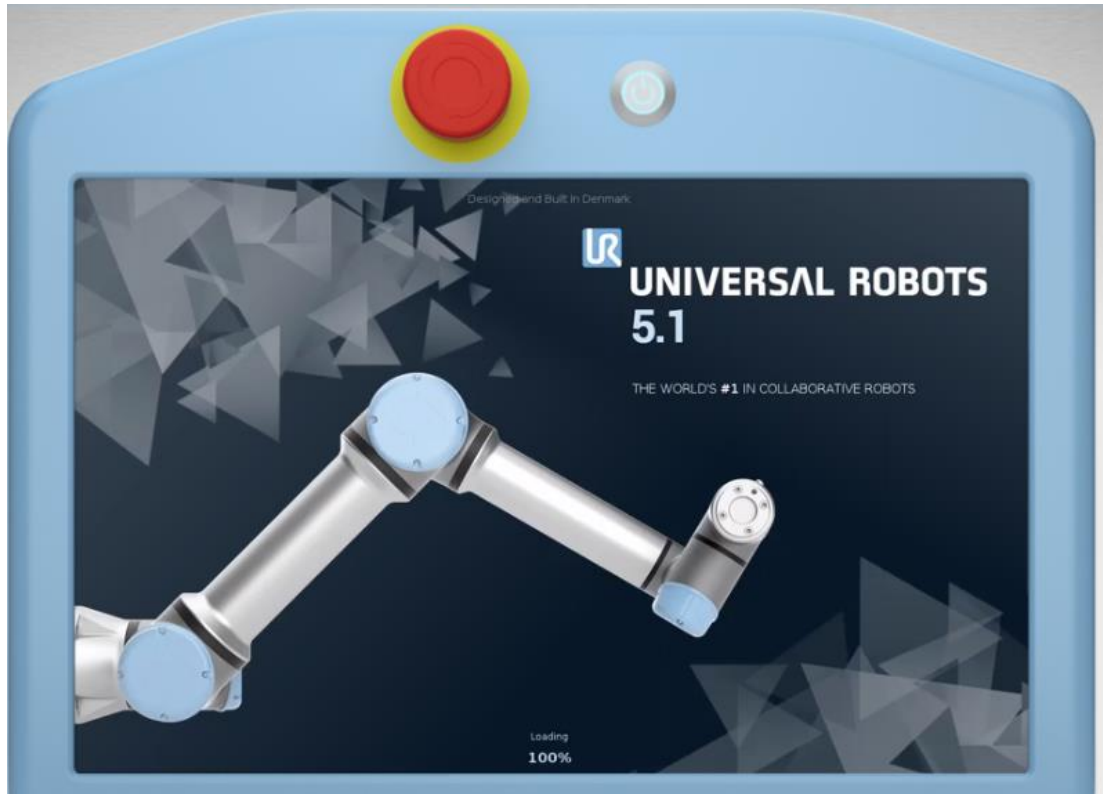 Designed and Built in Denmark
UR
UNIVERSAL ROBOTS
5.1
THE WORLD'S #1 IN COLLABORATIVE ROBOTS
Loading
100%